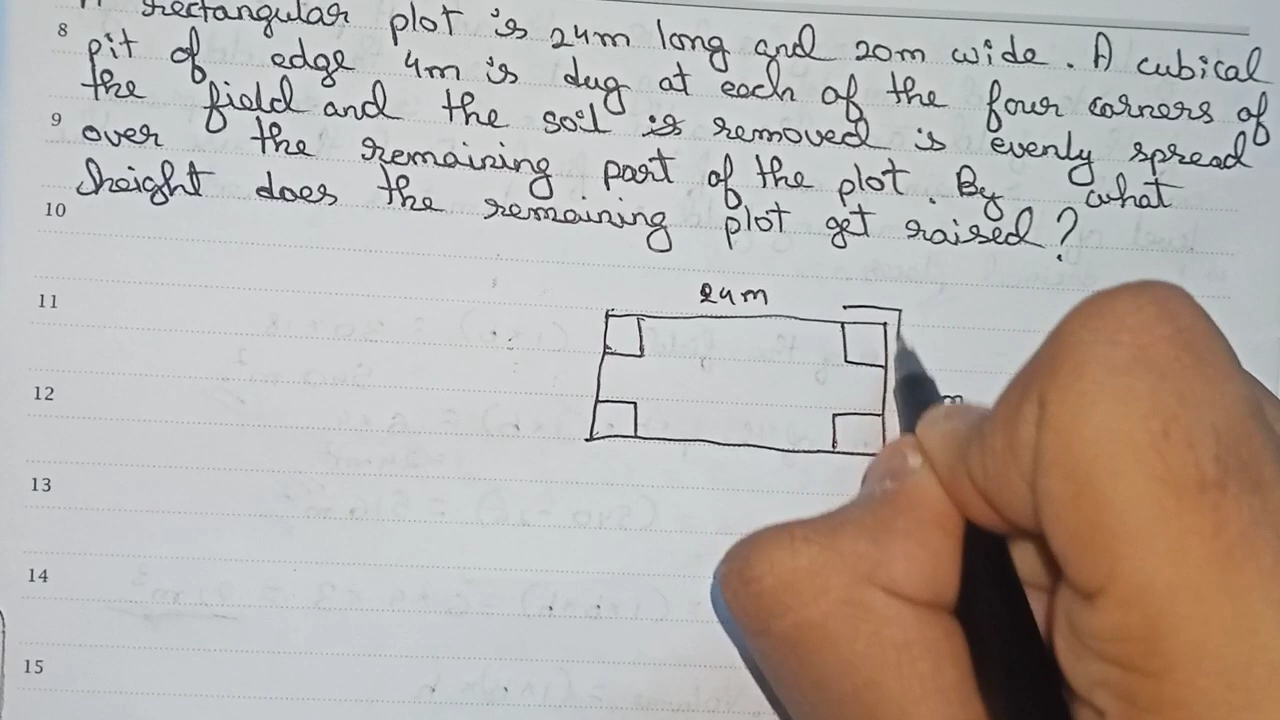 rectangular plot is 24m long and 20m wide. A cubical
8
pit of edge 4m is dug at each of the four corners of
the field and the soil is removed is evenly spread
9
over the remaining part of the plot. By what
height does the remaining plot get raised?
10
11
24m
12
m
13
14
15